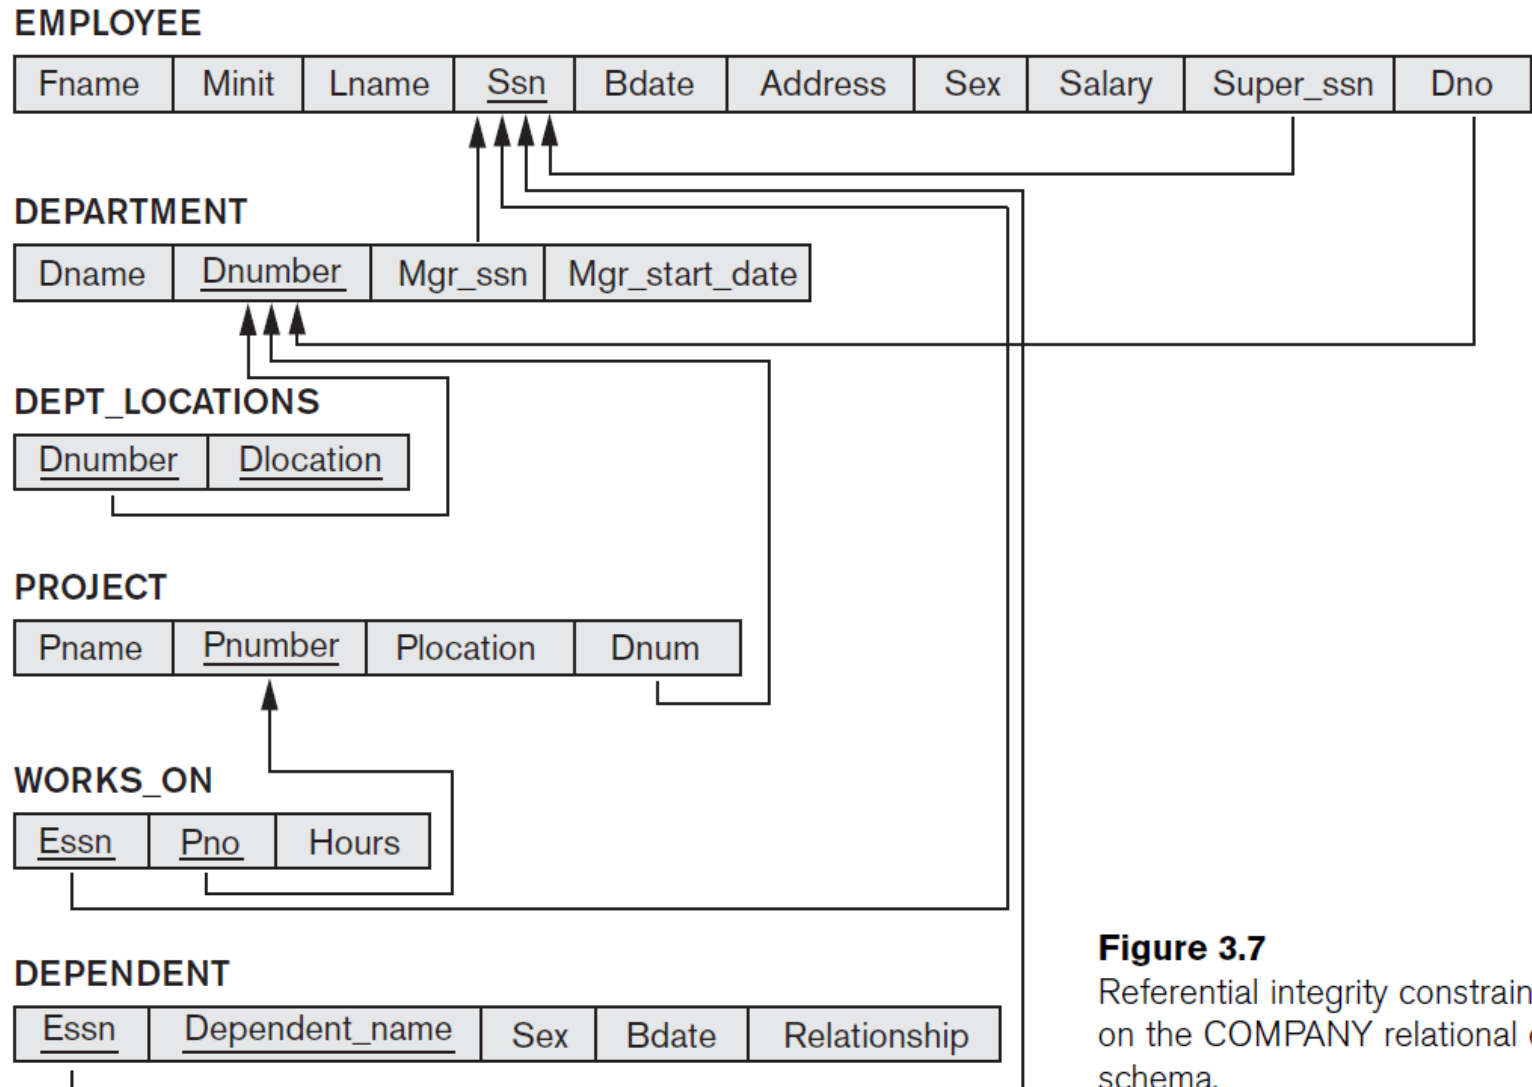 EMPLOYEE
Fname Minit Lname Ssn Bdate Address Sex Salary Super_ssn Dno
DEPARTMENT
Dname Dnumber Mgr_ssn Mgr_start_date
DEPT_LOCATIONS
Dnumber Dlocation
PROJECT
Pname Pnumber Plocation Dnum
WORKS_ON
Essn Pno Hours
DEPENDENT
Essn Dependent_name Sex Bdate Relationship
Figure 3.7
Referential integrity constrain
on the COMPANY relational
schema.